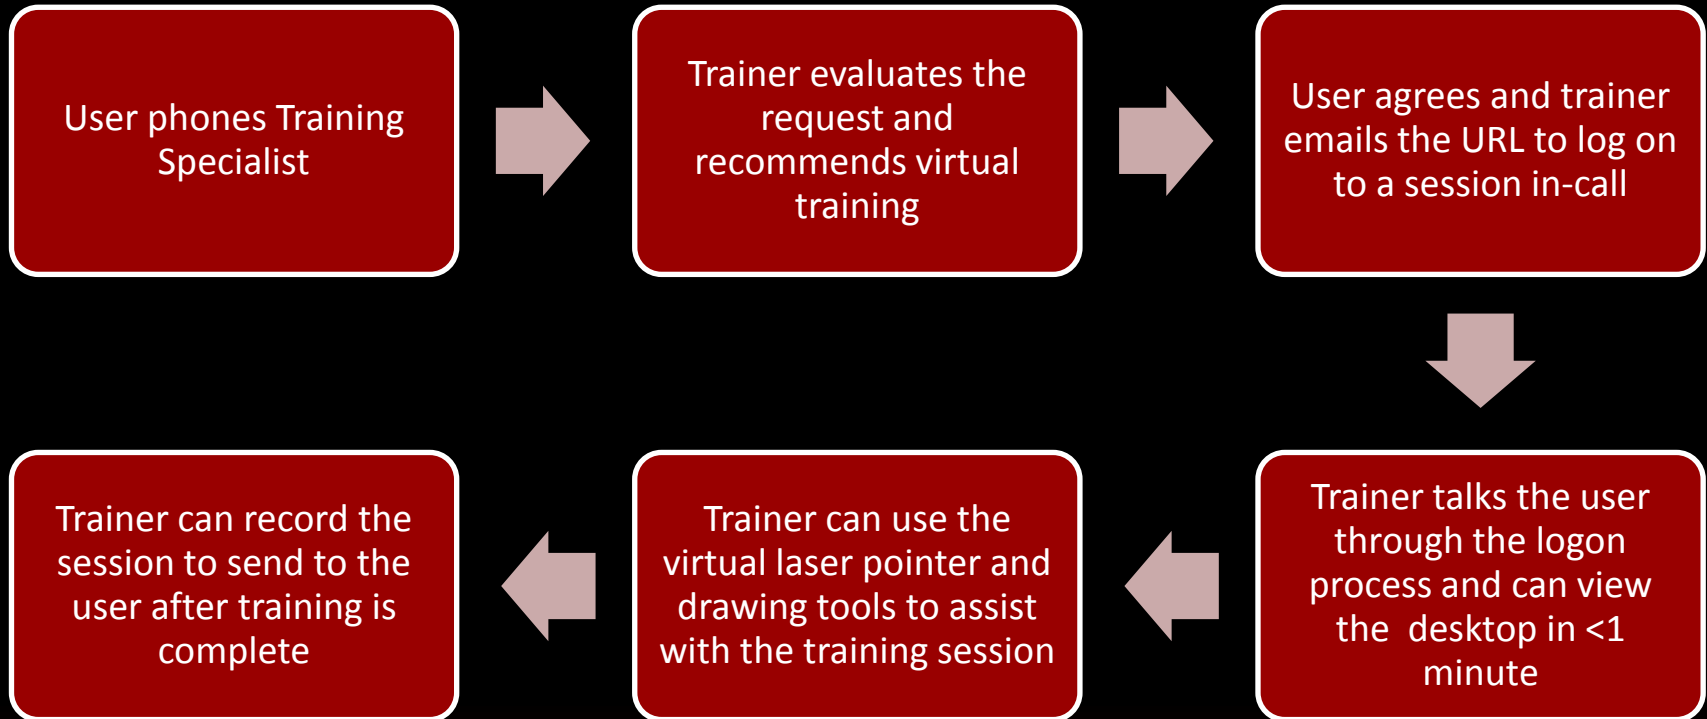 User phones Training
Specialist
Trainer evaluates the
request and
recommends virtual
training
User agrees and trainer
emails the URL to log on
to a session in-call
Trainer talks the user
through the logon
process and can view
the  desktop in <1
minute
Trainer can use the
virtual laser pointer and
drawing tools to assist
with the training session
Trainer can record the
session to send to the
user after training is
complete